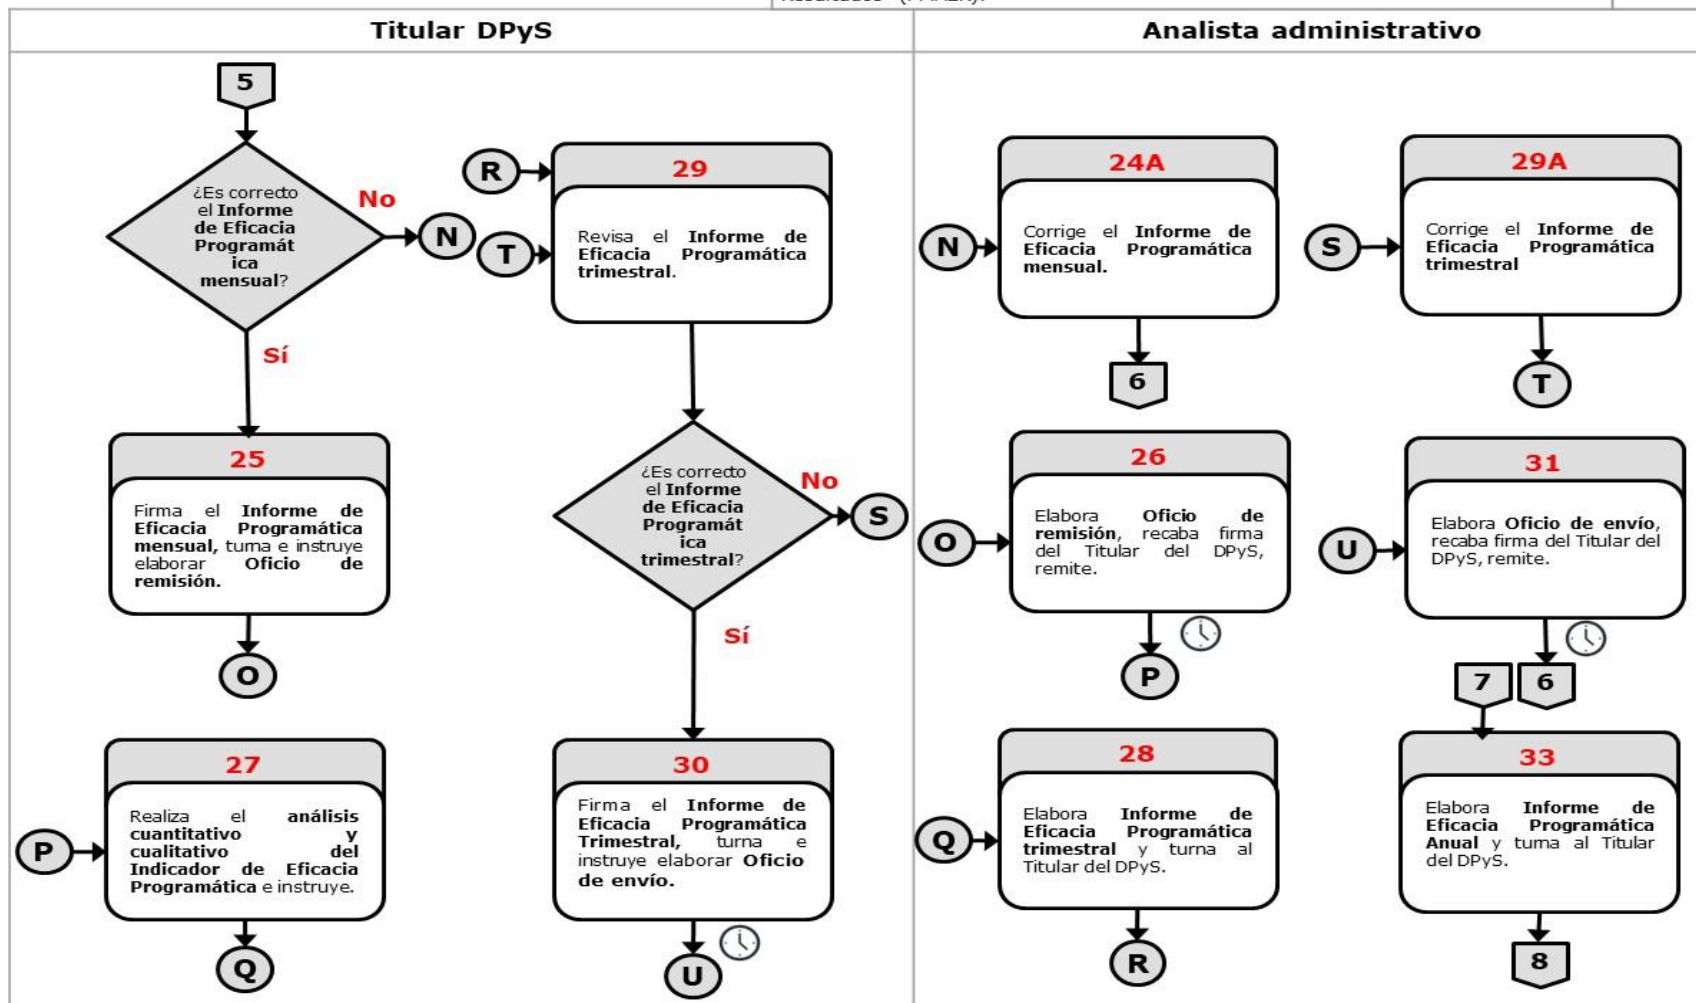 Titular DPyS
Analista administrativo
5
¿Es correcto
el Informe
de Eficacia
Programát
ica
mensual?
No
N
Sí
25
Firma el Informe de
Eficacia Programática
mensual, turna e instruye
elaborar Oficio de
remisión.
O
P
27
Realiza el análisis
cuantitativo y
cualitativo del
Indicador de Eficacia
Programática e instruye.
Q
R
T
29
Revisa el Informe de
Eficacia Programática
trimestral.
¿Es correcto
el Informe
de Eficacia
Programát
ica
trimestral?
No
S
Sí
30
Firma el Informe de
Eficacia Programática
Trimestral, turna e
instruye elaborar Oficio
de envío.
U
N
24A
Corrige el Informe de
Eficacia Programática
mensual.
6
O
26
Elabora Oficio de
remisión, recaba firma
del Titular del DPyS,
remite.
P
Q
28
Elabora Informe de
Eficacia Programática
trimestral y turna al
Titular del DPyS.
R
S
29A
Corrige el Informe de
Eficacia Programática
trimestral
T
U
31
Elabora Oficio de envío,
recaba firma del Titular del
DPyS, remite.
7 6
33
Elabora Informe de
Eficacia Programática
Anual y turna al Titular
del DPyS.
8